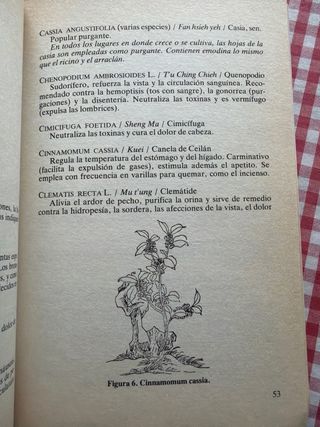 CASSIA ANGUSTIFOLIA (varias especies) / Fan hsieh yeh / Casia, sen.
Popular purgante.
En todos los lugares en donde crece o se cultiva, las hojas de la
casia son empleadas como purgante. Contienen emodina lo mismo
que el ricino y el arraclán.
CHENOPODIUM AMBROSIOIDES L. / T'u Ching Chieh / Quenopodio
Sudorífero, refuerza la vista y la circulación sanguínea. Reco-
mendado contra la hemoptisis (tos con sangre), la gonorrea (pur-
gaciones) y la disentería. Neutraliza las toxinas y es vermífugo
(expulsa las lombrices).
CIMICIFUGA FOETIDA / Sheng Ma / Cimicífuga
Neutraliza las toxinas y cura el dolor de cabeza.
CINNAMOMUM CASSIA / Kuei / Canela de Ceilán
Regula la temperatura del estómago y del hígado. Carminativo
(facilita la expulsión de gases), estimula además el apetito. Se
emplea con frecuencia en varillas para quemar, como el incienso.
CLEMATIS RECTA L. / Mu t'ung / Clemátide
Alivia el ardor de pecho, purifica la orina y sirve de remedio
contra la hidropesía, la sordera, las afecciones de la vista, el dolor
Figura 6. Cinnamomum cassia.
53